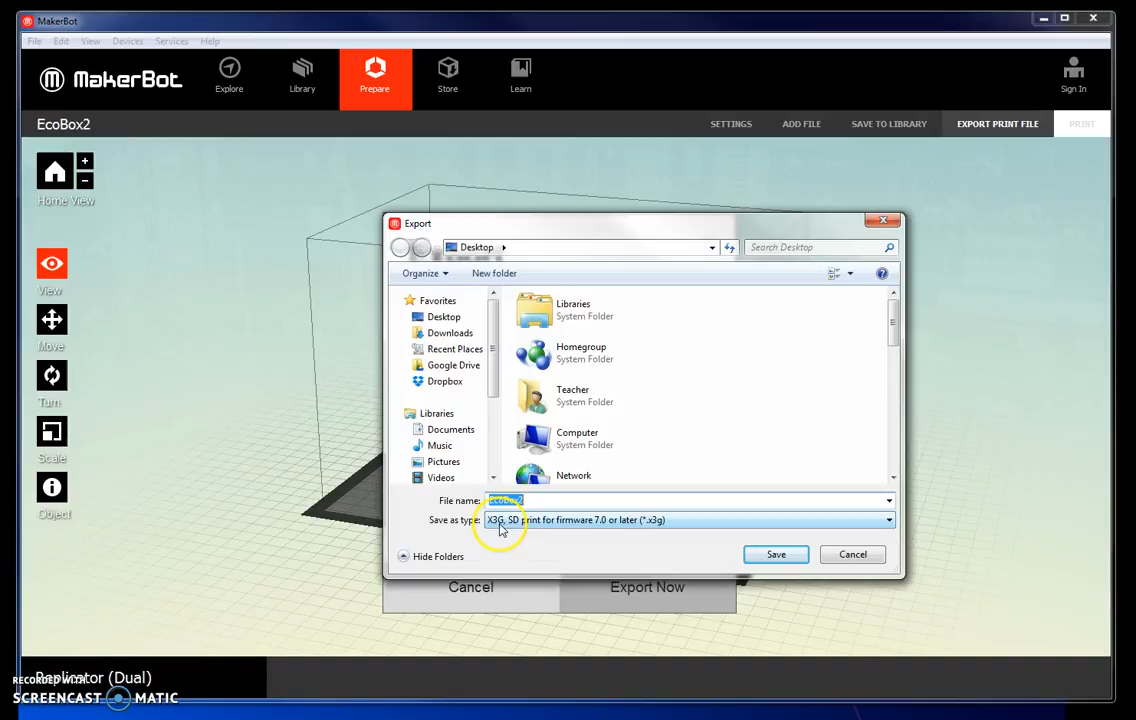 MakerBot
File Edit View Devices Services Help
MakerBot
Explore Library Prepare Store Learn Sign In
EcoBox2 SETTINGS ADD FILE SAVE TO LIBRARY EXPORT PRINT FILE PRINT
+
-
Home View
View
Move
Turn
Scale
Object
Export
Desktop Search Desktop
Organize New folder
Favorites
Desktop
Downloads
Recent Places
Google Drive
Dropbox
Libraries
Documents
Music
Pictures
Videos
Libraries
System Folder
Homegroup
System Folder
Teacher
System Folder
Computer
System Folder
Network
File name: EcoBox2
Save as type: X3G, SD print for firmware 7.0 or later (*.x3g)
Hide Folders Save Cancel
Cancel Export Now
Replicator (Dual)
RECORDED WITH
SCREENCAST MATIC